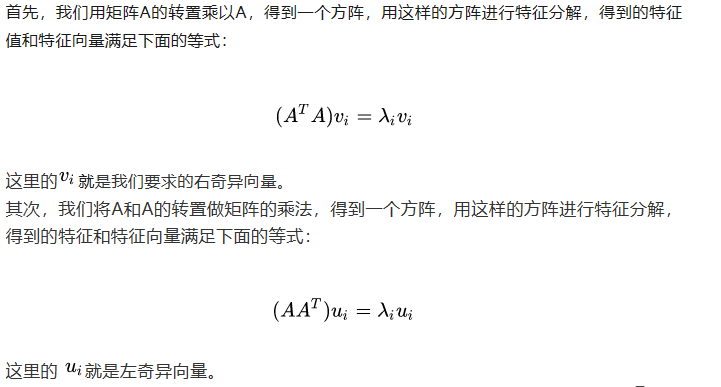 首先，我们用矩阵A的转置乘以A，得到一个方阵，用这样的方阵进行特征分解，得到的特征
值和特征向量满足下面的等式：
(A^T A)v_i = λ_i v_i
这里的v_i 就是我们要求的右奇异向量。
其次，我们将A和A的转置做矩阵的乘法，得到一个方阵，用这样的方阵进行特征分解，
得到的特征和特征向量满足下面的等式：
(AA^T)u_i = λ_i u_i
这里的 u_i 就是左奇异向量。